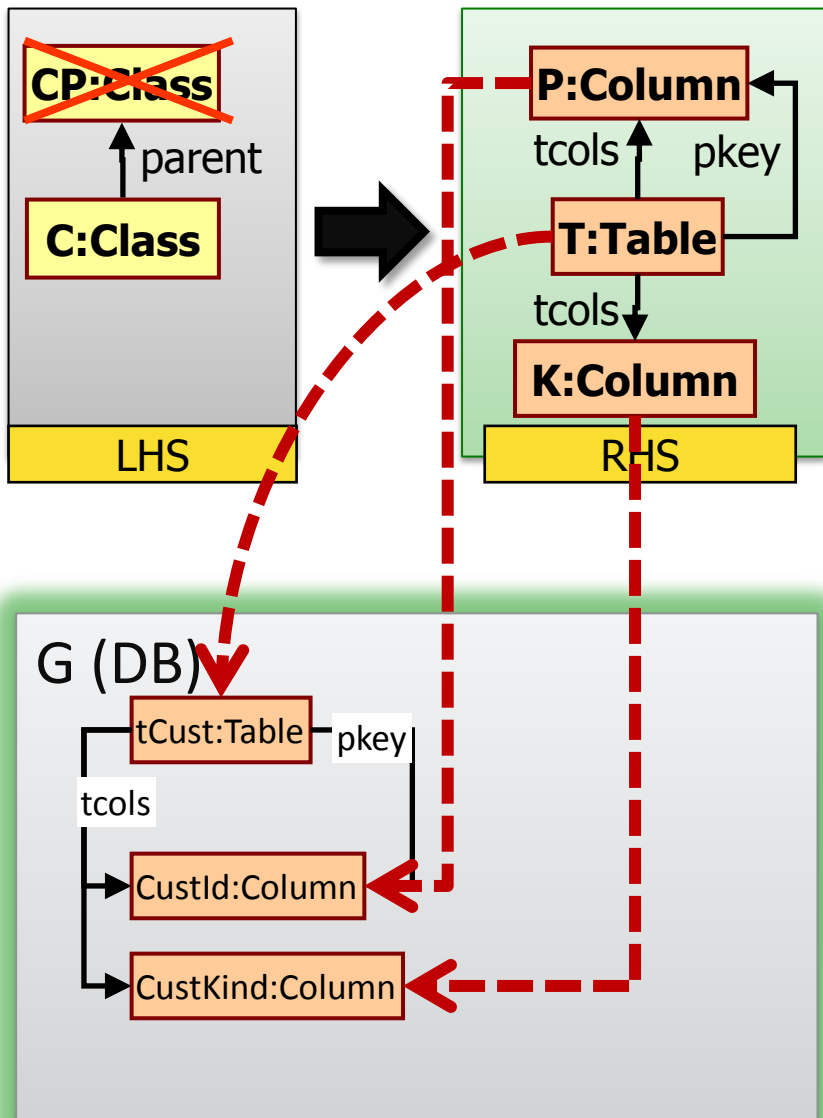 CP:Class
parent
C:Class
LHS
P:Column
tcols
pkey
T:Table
tcols
K:Column
RHS
G (DB)
tCust:Table
pkey
tcols
CustId:Column
CustKind:Column